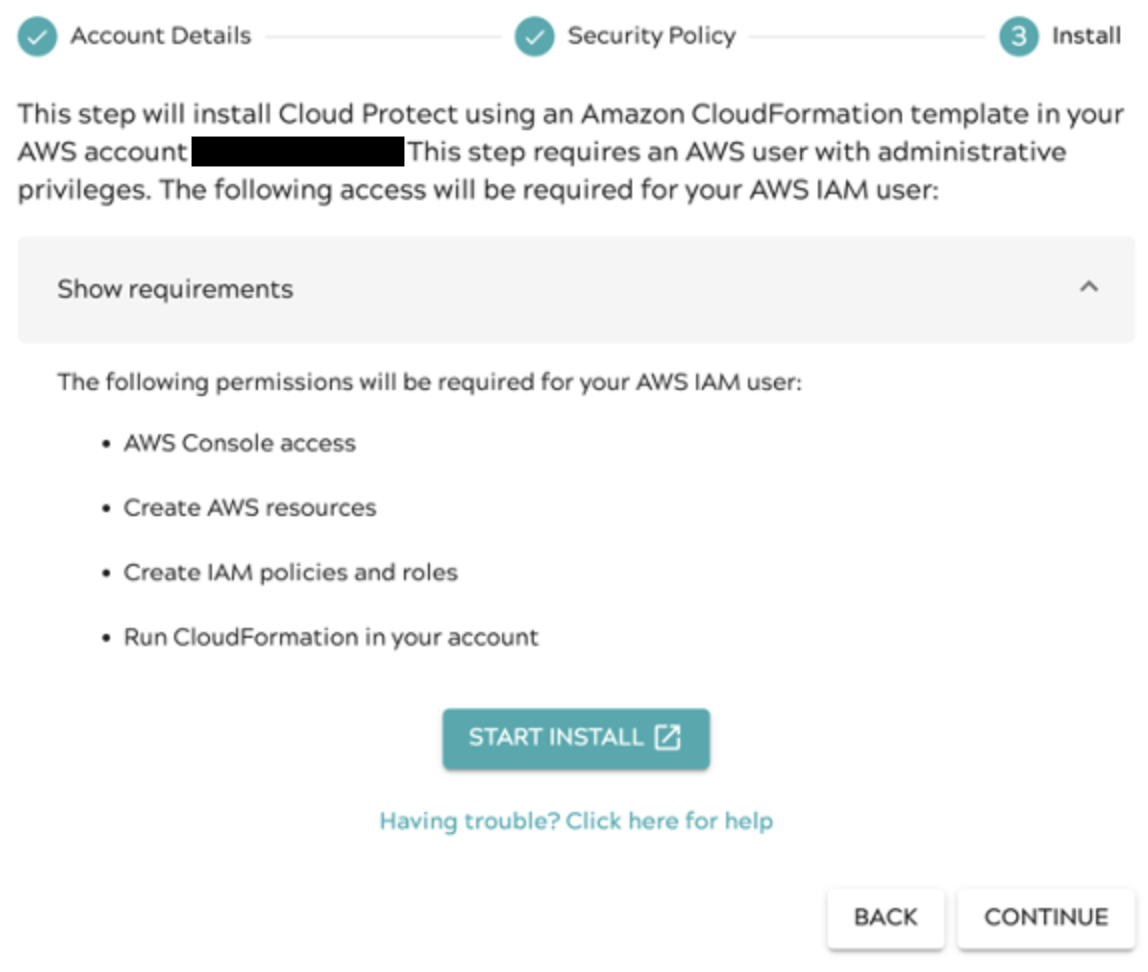 Account Details
Security Policy
3 Install
This step will install Cloud Protect using an Amazon CloudFormation template in your
AWS account This step requires an AWS user with administrative
privileges. The following access will be required for your AWS IAM user:
Show requirements
The following permissions will be required for your AWS IAM user:
• AWS Console access
• Create AWS resources
• Create IAM policies and roles
• Run CloudFormation in your account
START INSTALL
Having trouble? Click here for help
BACK
CONTINUE